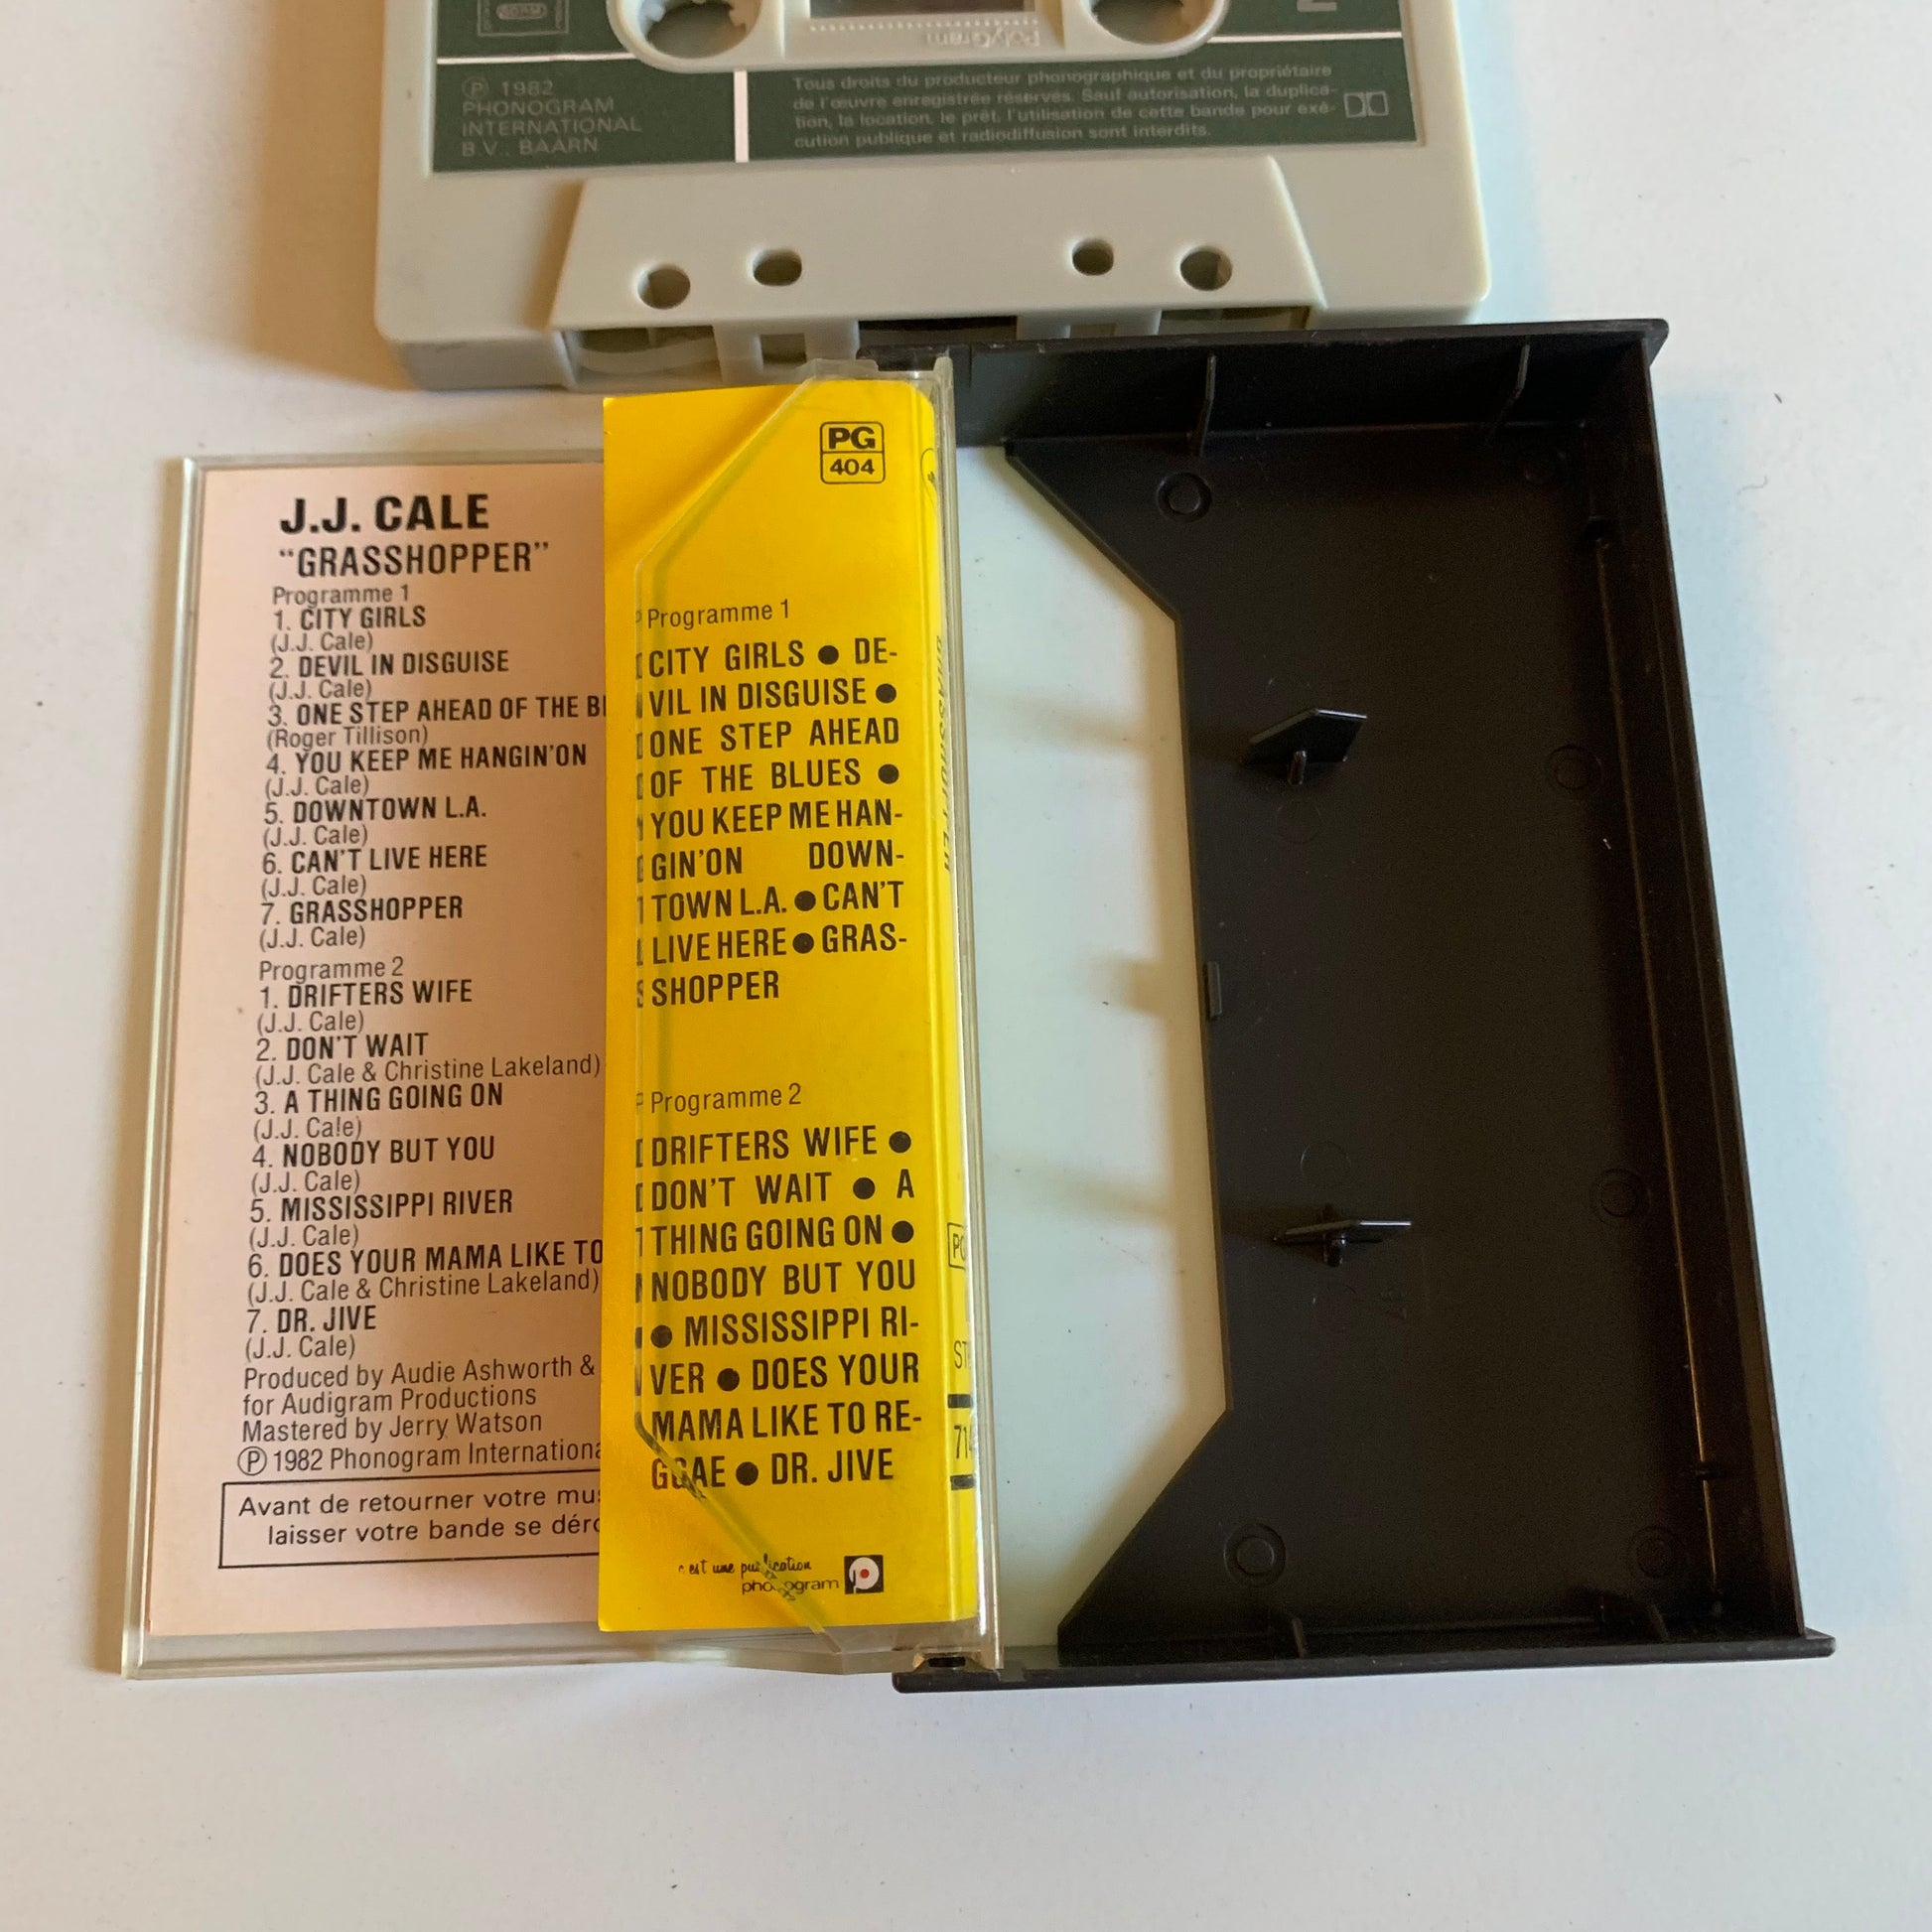 Ⓟ 1982
PHONOGRAM
INTERNATIONAL
B.V., BAARN
PolyGram
Tous droits du producteur phonographique et du propriétaire
de l'œuvre enregistrée réservés. Sauf autorisation, la duplica-
tion, la location, le prêt, l'utilisation de cette bande pour exé-
cution publique et radiodiffusion sont interdits.
J.J. CALE
“GRASSHOPPER”
Programme 1
1. CITY GIRLS
(J.J. Cale)
2. DEVIL IN DISGUISE
(J.J. Cale)
3. ONE STEP AHEAD OF THE
(Roger Tillison)
4. YOU KEEP ME HANGIN'ON
(J.J. Cale)
5. DOWNTOWN L.A.
(J.J. Cale)
6. CAN'T LIVE HERE
(J.J. Cale)
7. GRASSHOPPER
(J.J. Cale)
Programme 2
1. DRIFTERS WIFE
(J.J. Cale)
2. DON'T WAIT
(J.J. Cale & Christine Lakeland)
3. A THING GOING ON
(J.J. Cale)
4. NOBODY BUT YOU
(J.J. Cale)
5. MISSISSIPPI RIVER
(J.J. Cale)
6. DOES YOUR MAMA LIKE TO
(J.J. Cale & Christine Lakeland)
7. DR. JIVE
(J.J. Cale)
Produced by Audie Ashworth &
for Audigram Productions
Mastered by Jerry Watson
Ⓟ 1982 Phonogram Internationa
Avant de retourner votre
laisser votre bande se
PG
404
Programme 1
CITY GIRLS ● DE-
VIL IN DISGUISE ●
ONE STEP AHEAD
OF THE BLUES ●
YOU KEEP ME HAN-
GIN'ON DOWN-
TOWN L.A. ● CAN'T
LIVE HERE ● GRAS-
SHOPPER
Programme 2
DRIFTERS WIFE ●
DON'T WAIT ● A
THING GOING ON ●
NOBODY BUT YOU
● MISSISSIPPI RI-
VER ● DOES YOUR
MAMA LIKE TO RE-
GGAE ● DR. JIVE
est une publication
phonogram
GRASSHOPPER